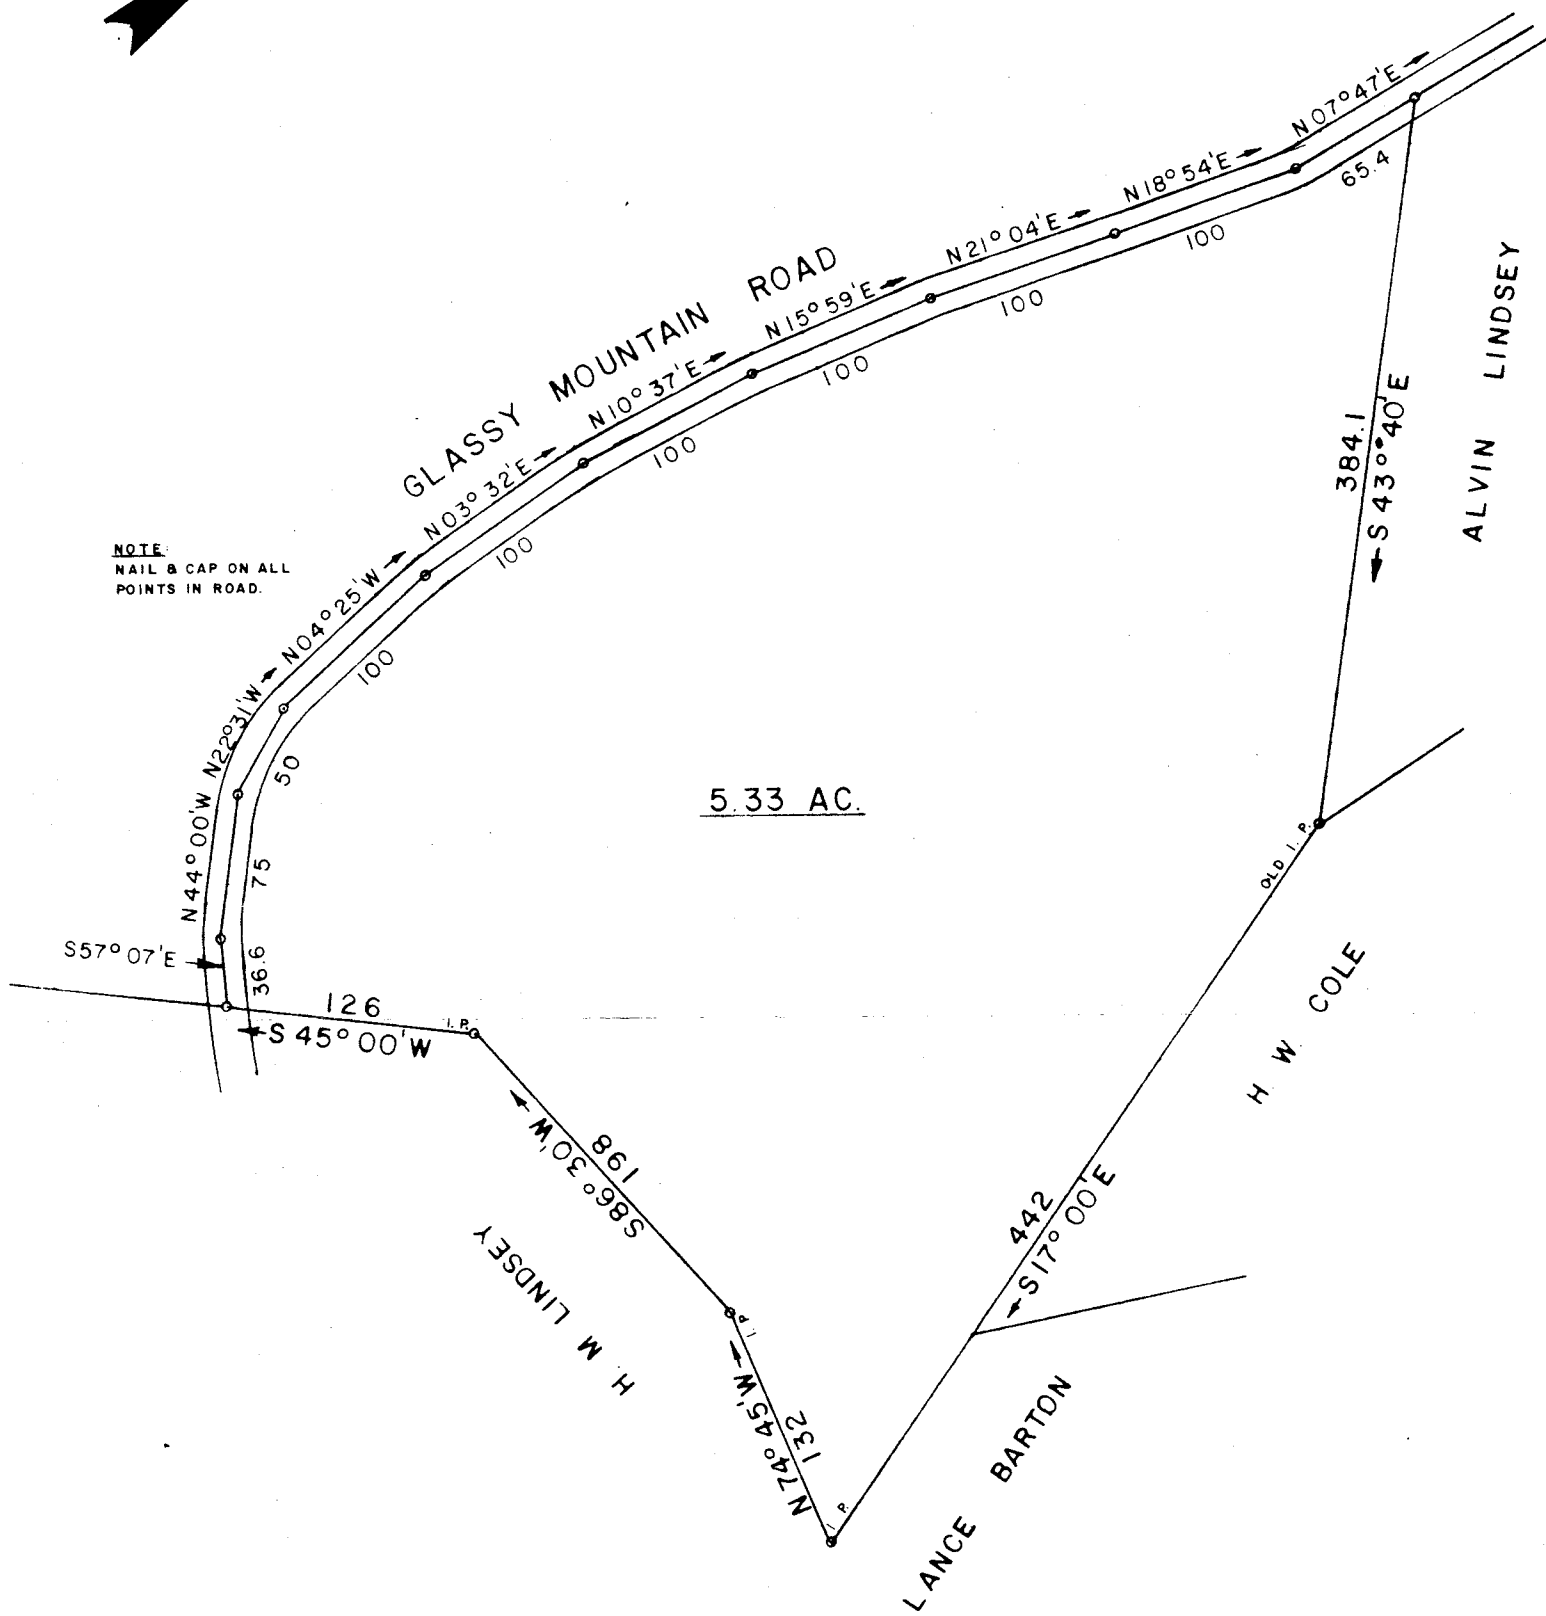 N07°47'E
65.4
N18°54'E
100
N21°04'E
100
N15°59'E
100
N10°37'E
100
N03°32'E
100
N04°25'W
100
N22°31'W
50
N44°00'W
75
S57°07'E
36.6
GLASSY MOUNTAIN ROAD
NOTE:
NAIL & CAP ON ALL
POINTS IN ROAD.
384.1
S 43°40'E
ALVIN LINDSEY
5.33 AC.
OLD I. P.
H. W. COLE
126
S 45°00'W
I. P.
198
S86°30'W
H. M LINDSEY
I. P.
442
S17°00'E
132
N74°45'W
I. P.
LANCE BARTON